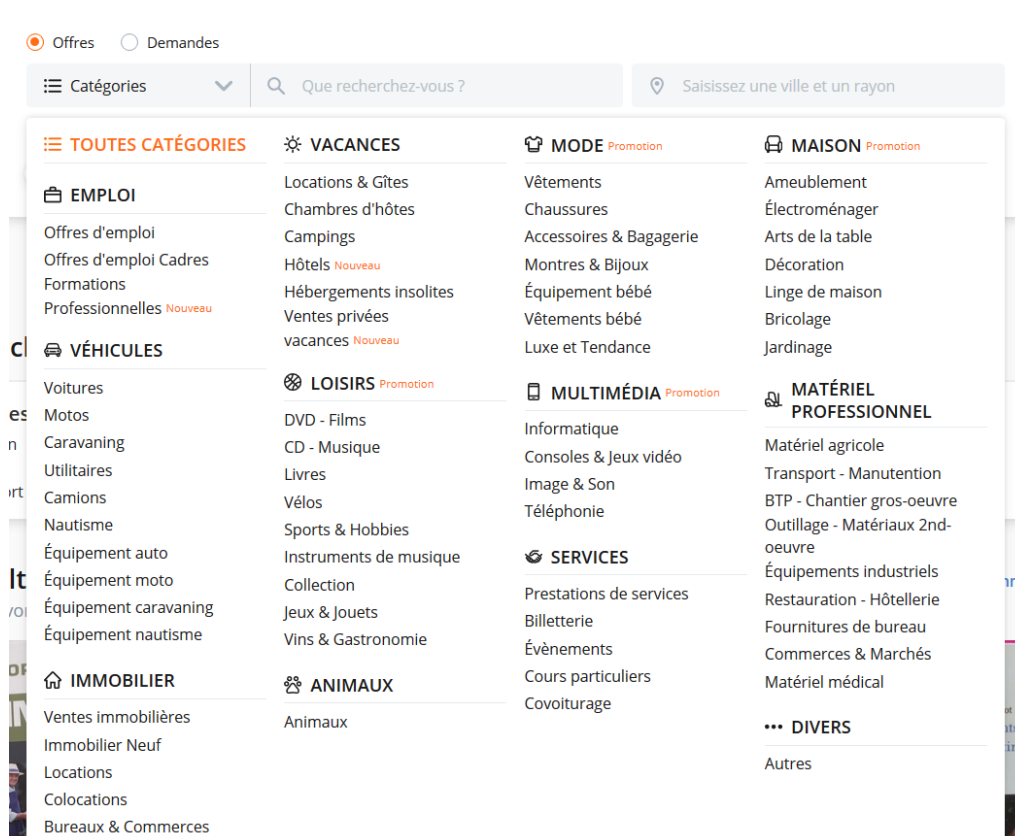 Offres
Demandes
Catégories
Que recherchez-vous ?
Saisissez une ville et un rayon
TOUTES CATÉGORIES
EMPLOI
Offres d'emploi
Offres d'emploi Cadres
Formations
Professionnelles Nouveau
VÉHICULES
Voitures
Motos
Caravaning
Utilitaires
Camions
Nautisme
Équipement auto
Équipement moto
Équipement caravaning
Équipement nautisme
IMMOBILIER
Ventes immobilières
Immobilier Neuf
Locations
Colocations
Bureaux & Commerces
VACANCES
Locations & Gîtes
Chambres d'hôtes
Campings
Hôtels Nouveau
Hébergements insolites
Ventes privées
vacances Nouveau
LOISIRS Promotion
DVD - Films
CD - Musique
Livres
Vélos
Sports & Hobbies
Instruments de musique
Collection
Jeux & Jouets
Vins & Gastronomie
ANIMAUX
Animaux
MODE Promotion
Vêtements
Chaussures
Accessoires & Bagagerie
Montres & Bijoux
Équipement bébé
Vêtements bébé
Luxe et Tendance
MULTIMÉDIA Promotion
Informatique
Consoles & Jeux vidéo
Image & Son
Téléphonie
SERVICES
Prestations de services
Billetterie
Évènements
Cours particuliers
Covoiturage
MAISON Promotion
Ameublement
Électroménager
Arts de la table
Décoration
Linge de maison
Bricolage
Jardinage
MATÉRIEL
PROFESSIONNEL
Matériel agricole
Transport - Manutention
BTP - Chantier gros-oeuvre
Outillage - Matériaux 2nd-
oeuvre
Équipements industriels
Restauration - Hôtellerie
Fournitures de bureau
Commerces & Marchés
Matériel médical
DIVERS
Autres